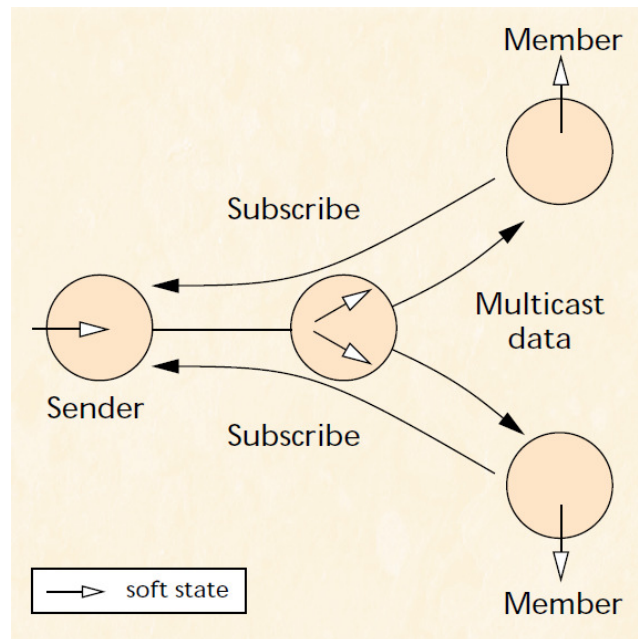 Member
Subscribe
Multicast
data
Sender
Subscribe
soft state
Member